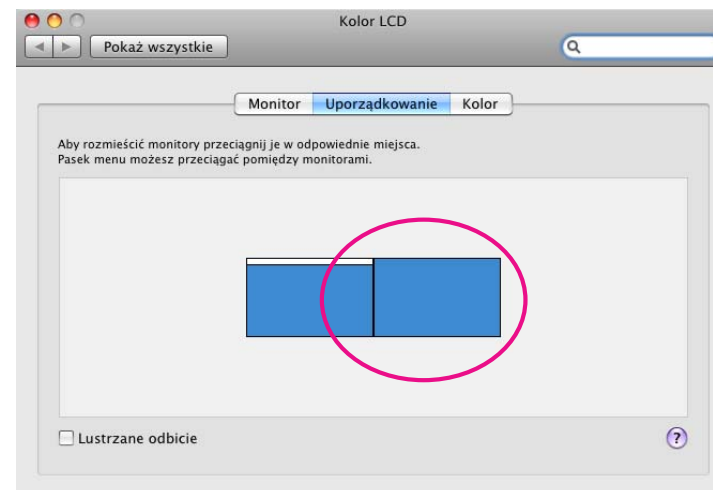 Kolor LCD
Pokaż wszystkie
Monitor Uporządkowanie Kolor
Aby rozmieścić monitory przeciągnij je w odpowiednie miejsca.
Pasek menu możesz przeciągać pomiędzy monitorami.
Lustrzane odbicie
?